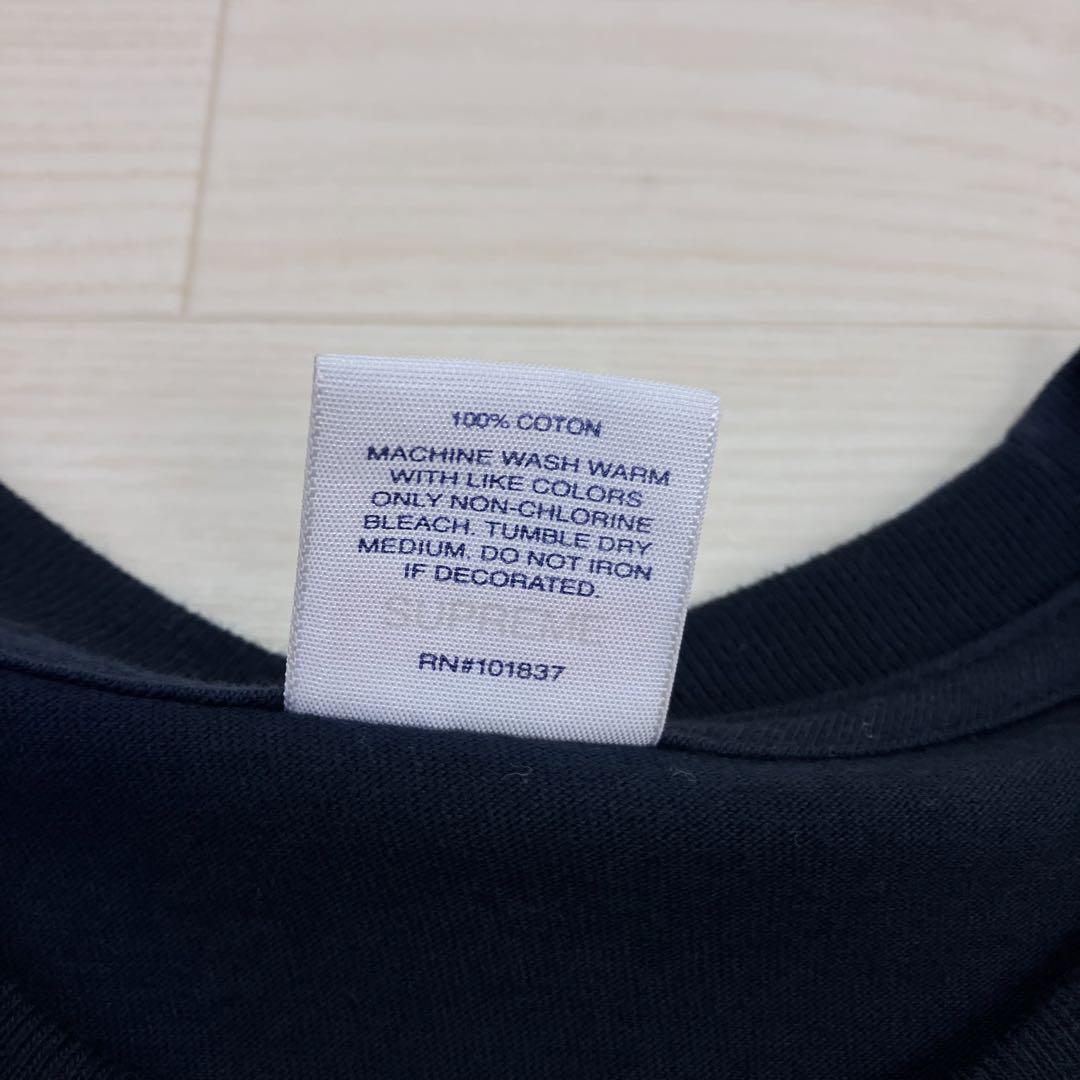 100% COTON
MACHINE WASH WARM
WITH LIKE COLORS
ONLY NON-CHLORINE
BLEACH. TUMBLE DRY
MEDIUM. DO NOT IRON
IF DECORATED.
SUPREME
RN#101837